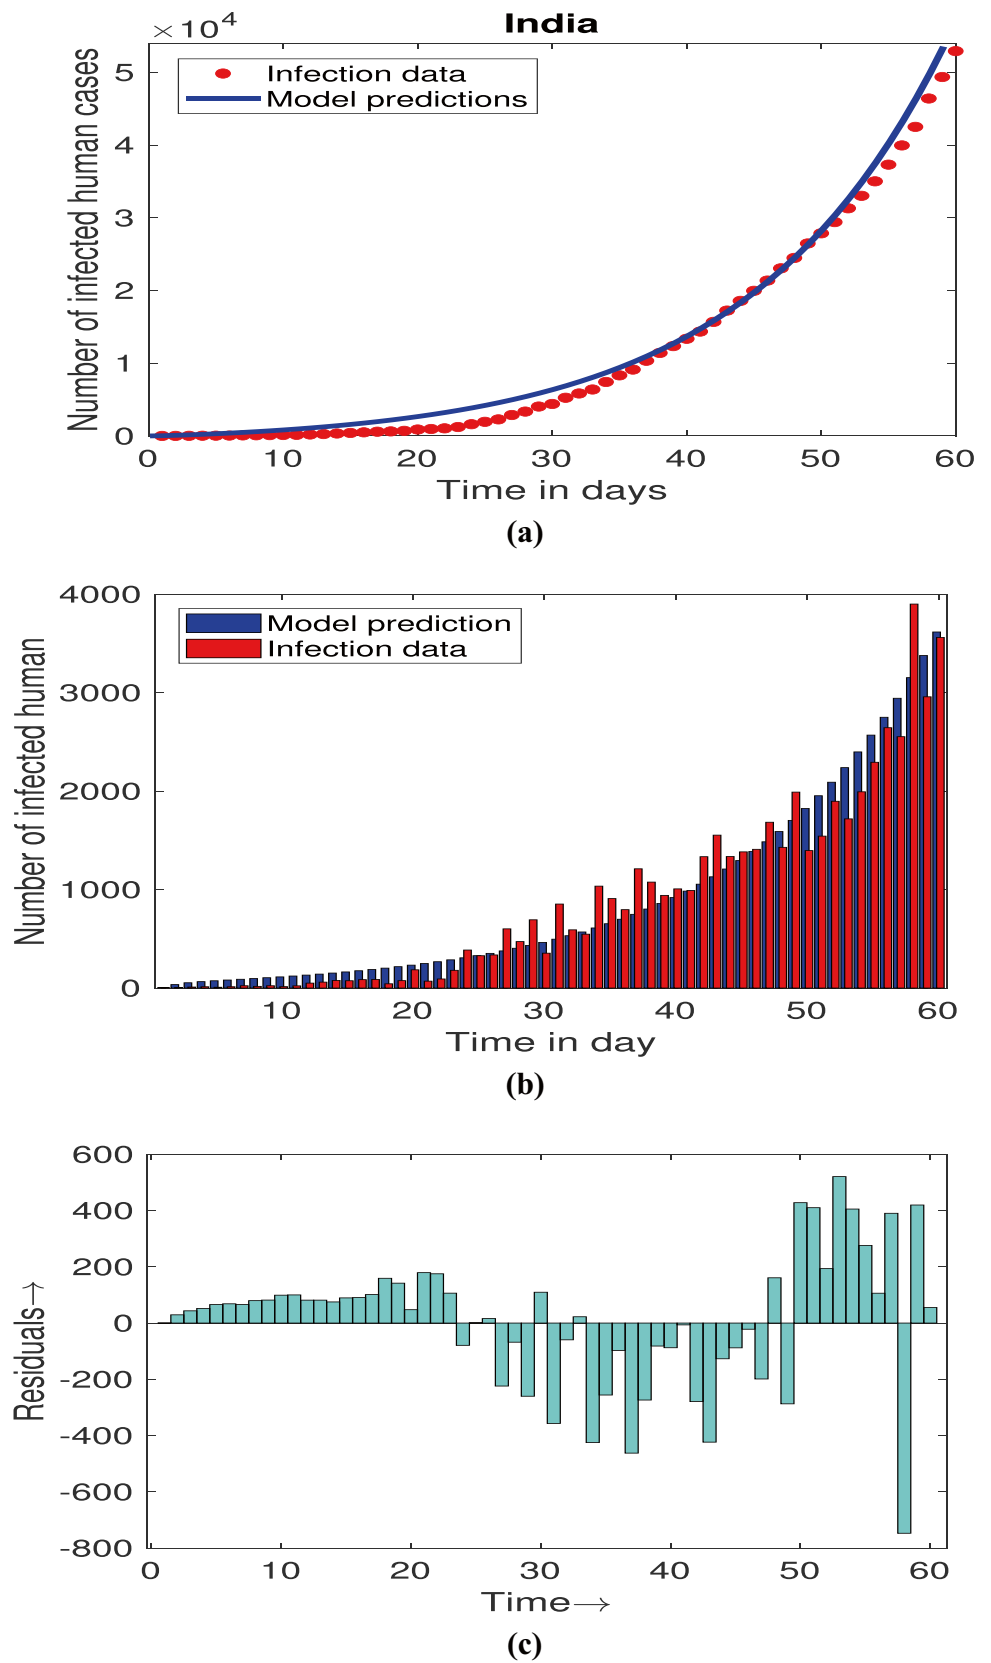 India
×10⁴
Number of infected human cases
5
4
3
2
1
0
Infection data
Model predictions
0 10 20 30 40 50 60
Time in days
(a)
Number of infected human
4000
3000
2000
1000
0
Model prediction
Infection data
10 20 30 40 50 60
Time in day
(b)
Residuals→
600
400
200
0
-200
-400
-600
-800
0 10 20 30 40 50 60
Time→
(c)